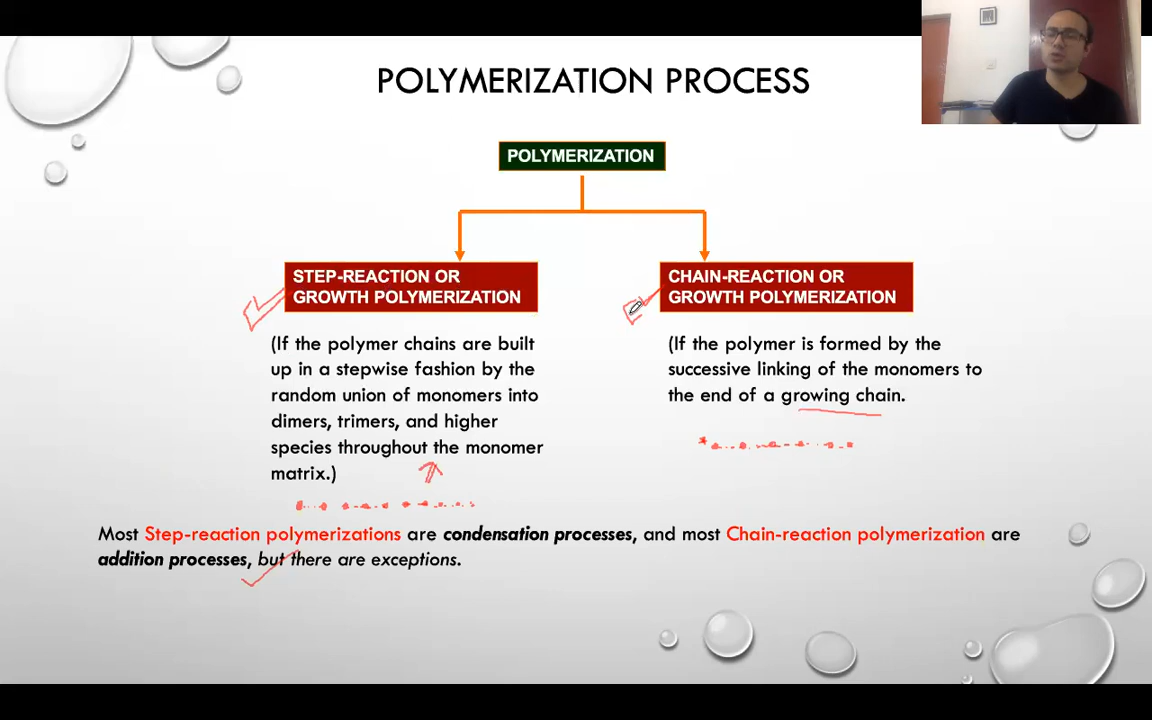 POLYMERIZATION PROCESS
POLYMERIZATION
STEP-REACTION OR
GROWTH POLYMERIZATION
(If the polymer chains are built
up in a stepwise fashion by the
random union of monomers into
dimers, trimers, and higher
species throughout the monomer
matrix.)
CHAIN-REACTION OR
GROWTH POLYMERIZATION
(If the polymer is formed by the
successive linking of the monomers to
the end of a growing chain.
Most Step-reaction polymerizations are condensation processes, and most Chain-reaction polymerization are
addition processes, but there are exceptions.